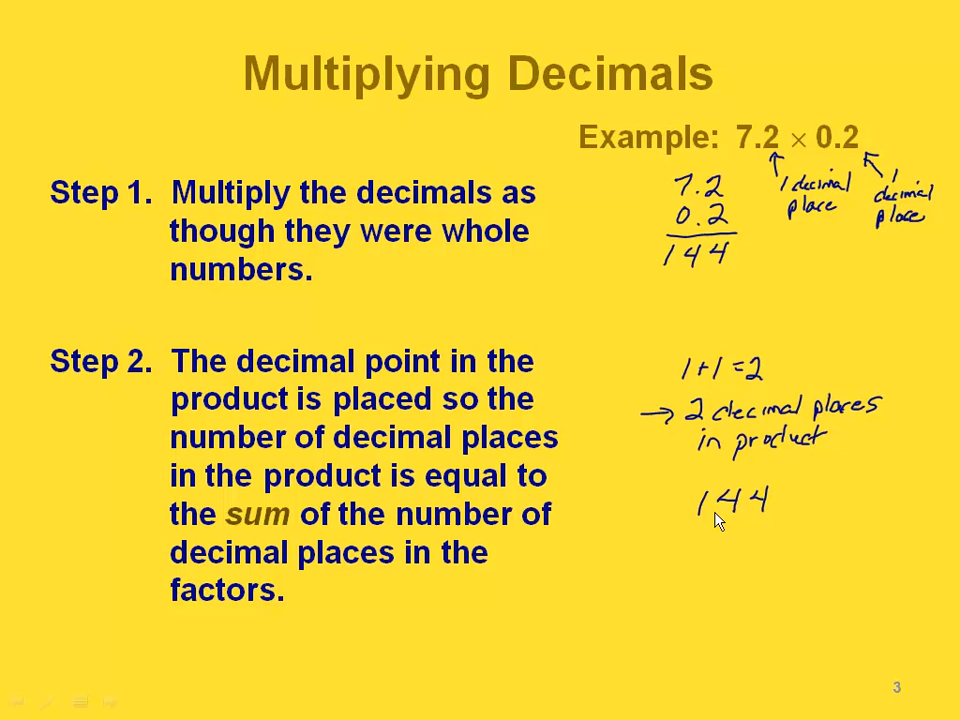 Multiplying Decimals
Example: 7.2 × 0.2
Step 1. Multiply the decimals as
though they were whole
numbers.
7.2
0.2
144
1 decimal
place
1
decimal
place
Step 2. The decimal point in the
product is placed so the
number of decimal places
in the product is equal to
the sum of the number of
decimal places in the
factors.
1+1=2
→ 2 decimal places
in product
144
3